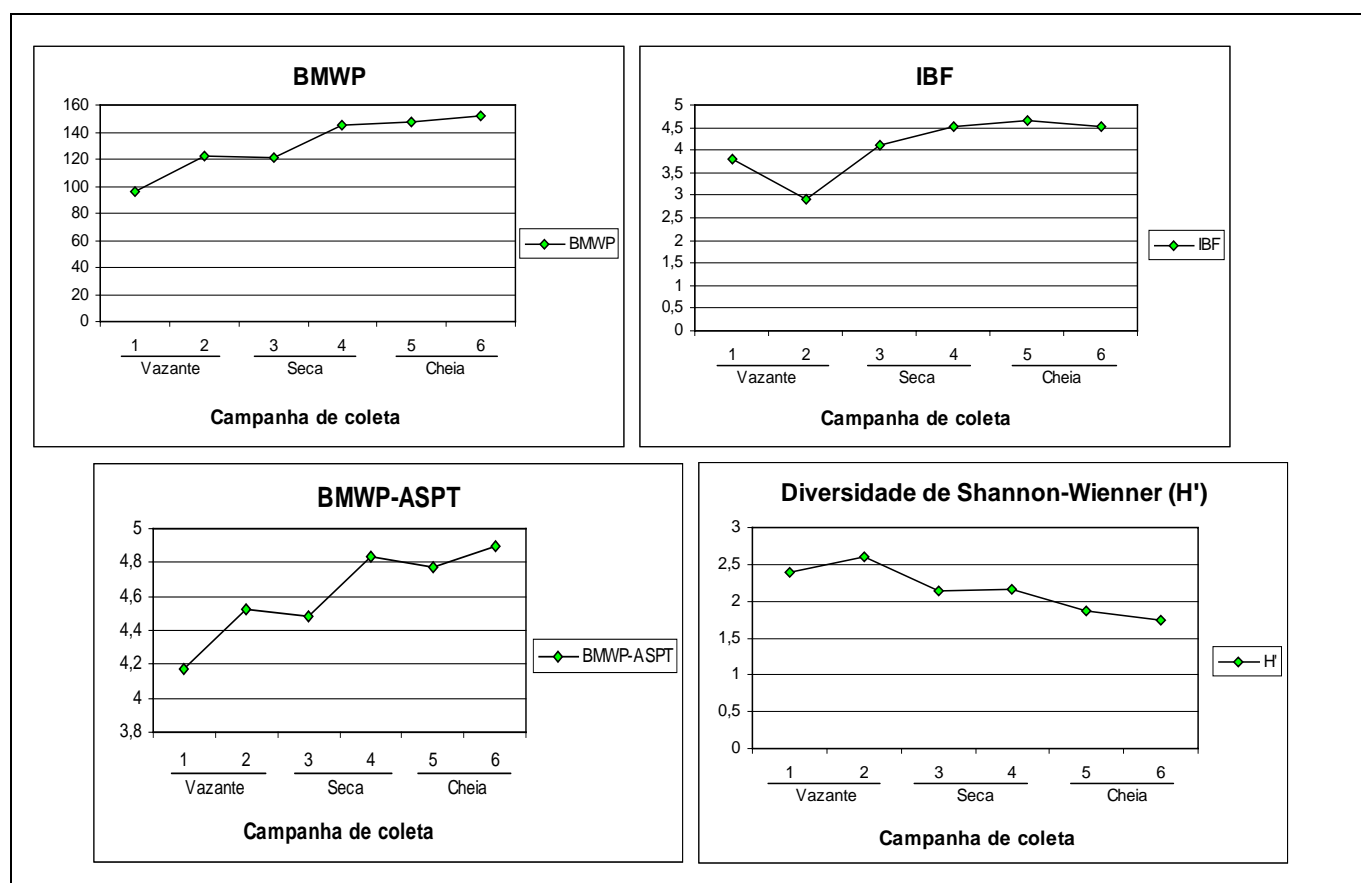 BMWP
160
140
120
100
80
60
40
20
0
1 2 3 4 5 6
Vazante Seca Cheia
Campanha de coleta
BMWP
IBF
5
4,5
4
3,5
3
2,5
2
1,5
1
0,5
0
1 2 3 4 5 6
Vazante Seca Cheia
Campanha de coleta
IBF
BMWP-ASPT
5
4,8
4,6
4,4
4,2
4
3,8
1 2 3 4 5 6
Vazante Seca Cheia
Campanha de coleta
BMWP-ASPT
Diversidade de Shannon-Wienner (H')
3
2,5
2
1,5
1
0,5
0
1 2 3 4 5 6
Vazante Seca Cheia
Campanha de coleta
H'